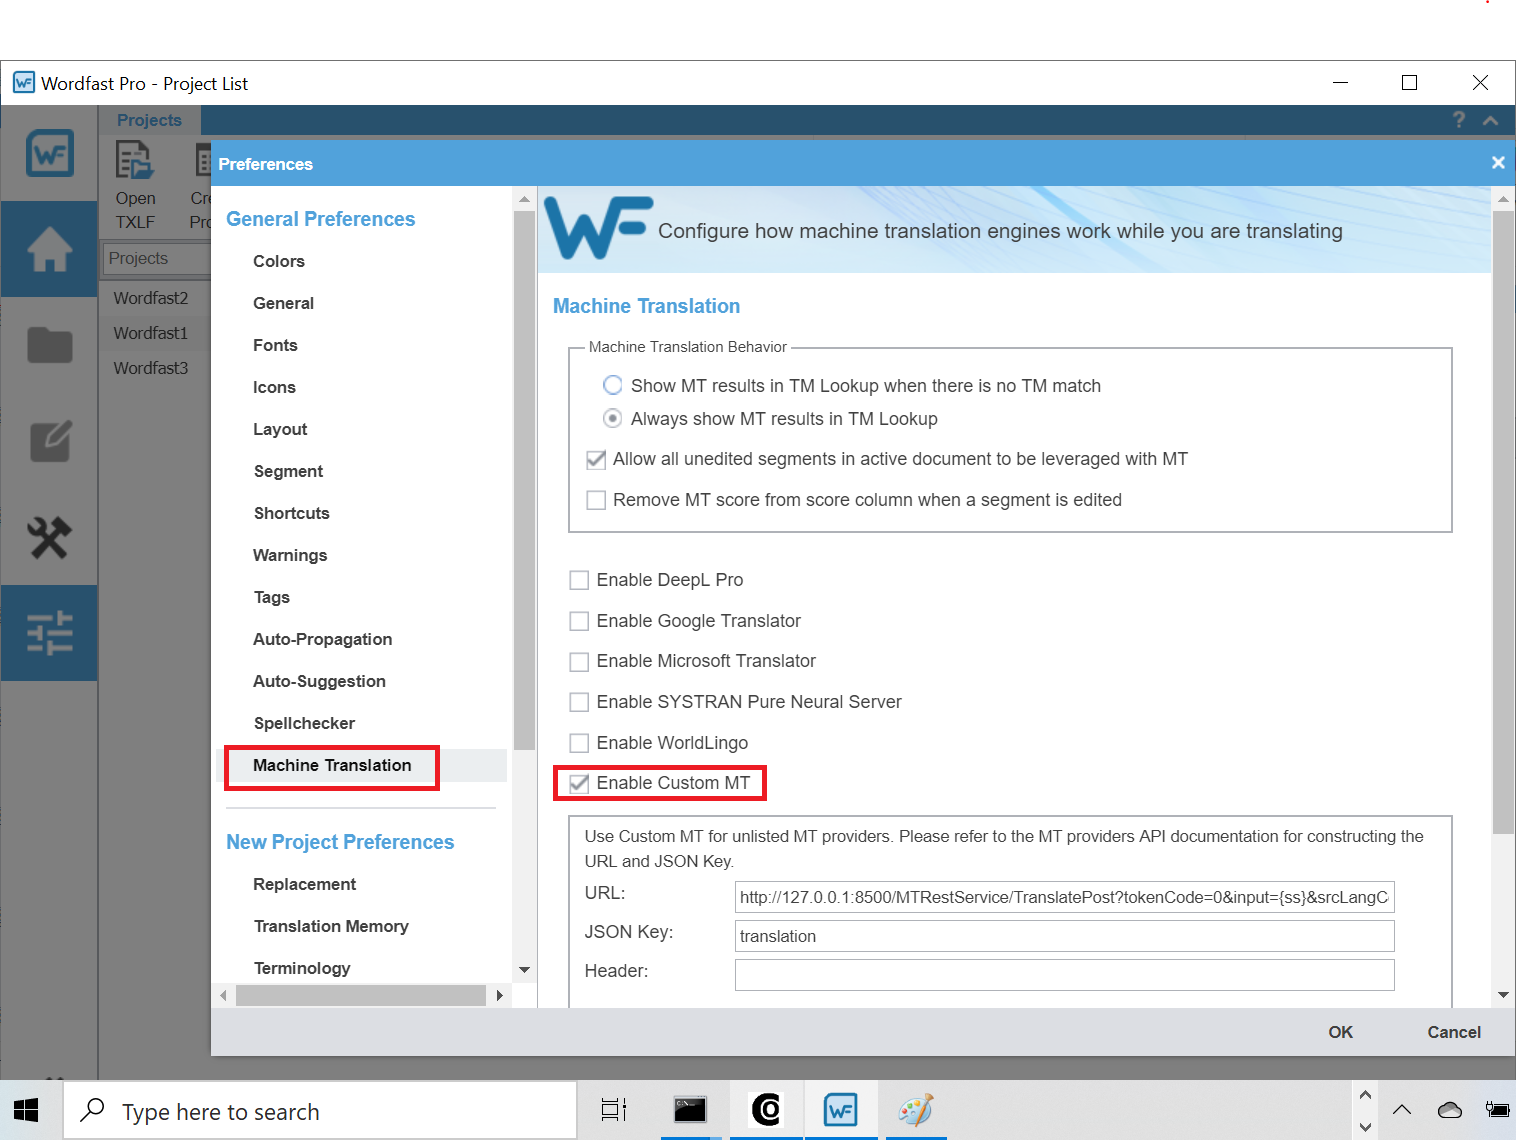 Wordfast Pro - Project List
Projects
Open
TXLF
Projects
Wordfast2
Wordfast1
Wordfast3
Preferences
General Preferences
Colors
General
Fonts
Icons
Layout
Segment
Shortcuts
Warnings
Tags
Auto-Propagation
Auto-Suggestion
Spellchecker
Machine Translation
New Project Preferences
Replacement
Translation Memory
Terminology
WF Configure how machine translation engines work while you are translating
Machine Translation
Machine Translation Behavior
Show MT results in TM Lookup when there is no TM match
Always show MT results in TM Lookup
Allow all unedited segments in active document to be leveraged with MT
Remove MT score from score column when a segment is edited
Enable DeepL Pro
Enable Google Translator
Enable Microsoft Translator
Enable SYSTRAN Pure Neural Server
Enable WorldLingo
Enable Custom MT
Use Custom MT for unlisted MT providers. Please refer to the MT providers API documentation for constructing the
URL and JSON Key.
URL: http://127.0.0.1:8500/MTRestService/TranslatePost?tokenCode=0&input={ss}&srcLangC
JSON Key: translation
Header:
OK Cancel
Type here to search